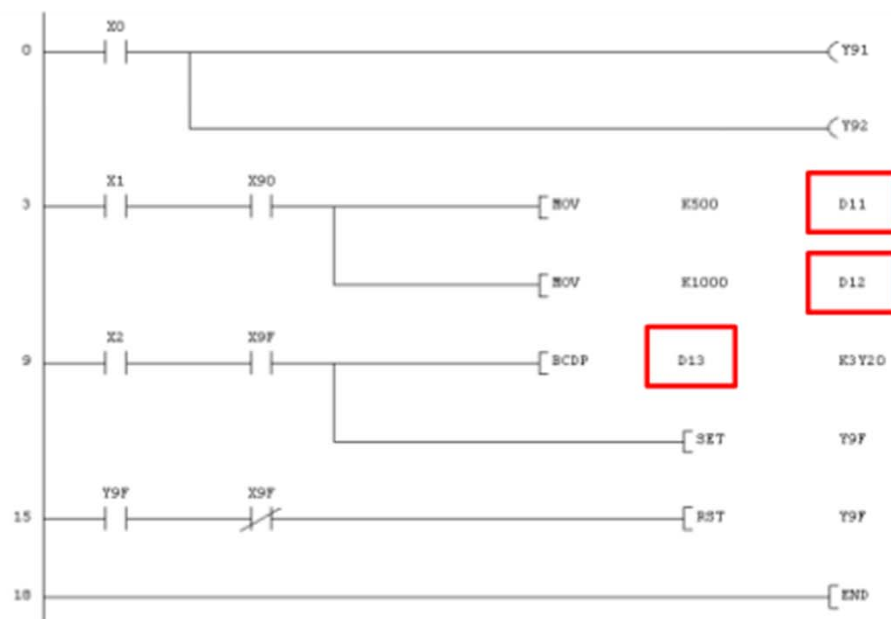 X0
0 Y91
Y92
X1 X90
3 MOV K500 D11
MOV K1000 D12
X2 X9F
9 BCDP D13 K3Y20
SET Y9F
Y9F X9F
15 RST Y9F
18 END